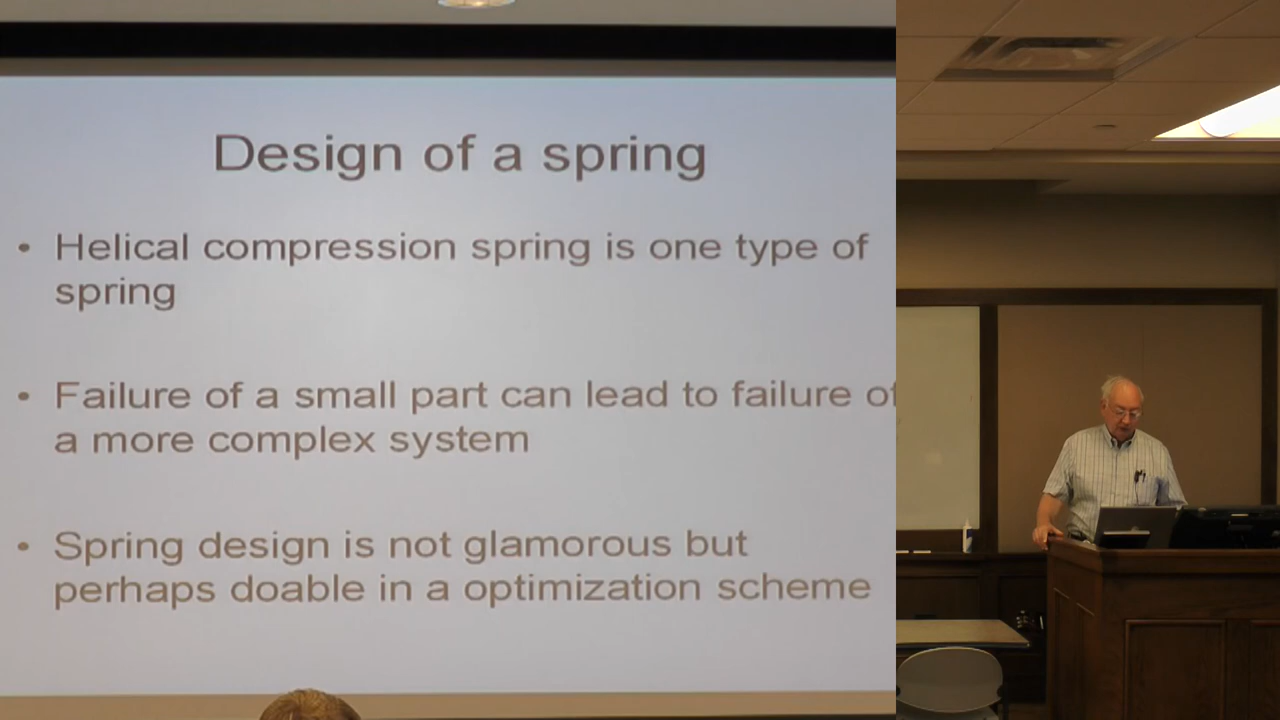 Design of a spring
• Helical compression spring is one type of
spring
• Failure of a small part can lead to failure of
a more complex system
• Spring design is not glamorous but
perhaps doable in a optimization scheme